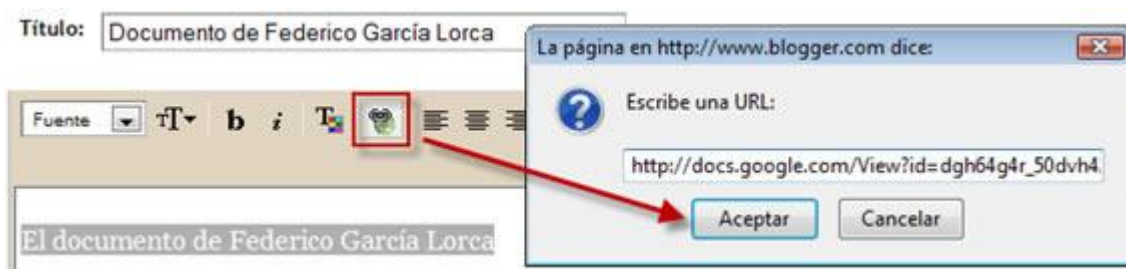 Título: Documento de Federico García Lorca
La página en http://www.blogger.com dice:
Escribe una URL:
Fuente T b i T
http://docs.google.com/View?id=dgh64g4r_50dvh4
Aceptar Cancelar
El documento de Federico García Lorca